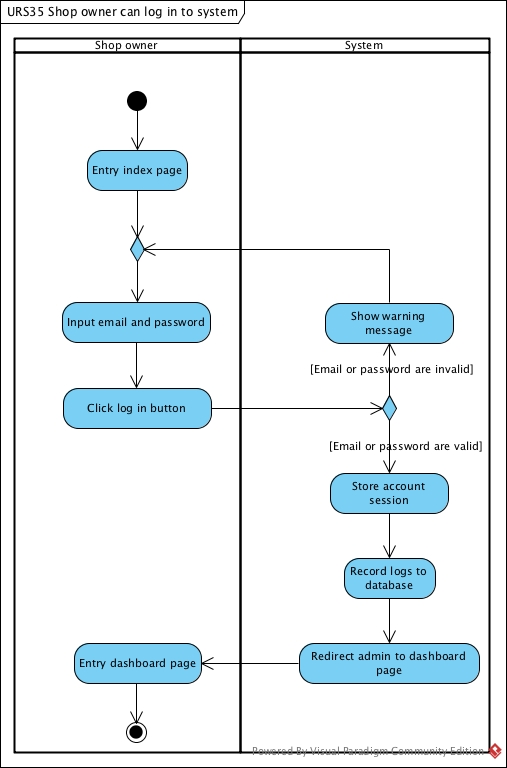 URS35 Shop owner can log in to system
Shop owner
System
Entry index page
Input email and password
Show warning
message
[Email or password are invalid]
Click log in button
[Email or password are valid]
Store account
session
Record logs to
database
Entry dashboard page
Redirect admin to dashboard
page
Powered By Visual Paradigm Community Edition